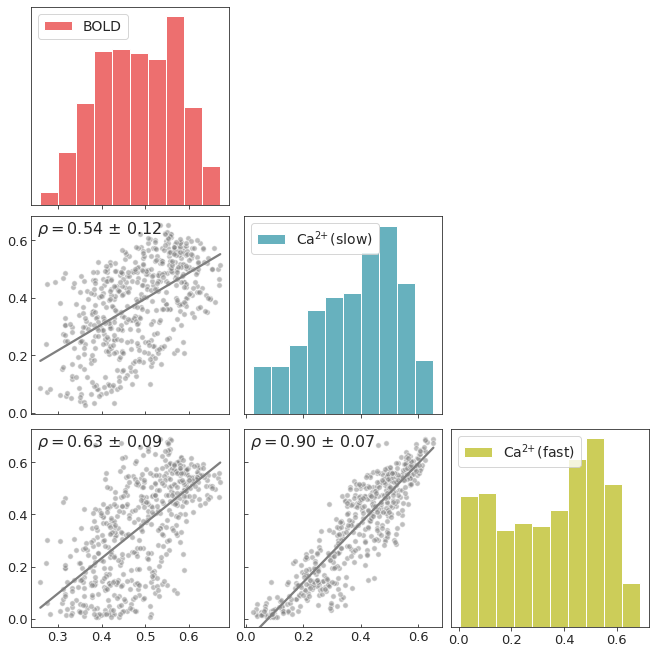 BOLD
ρ = 0.54 ± 0.12
Ca²⁺(slow)
0.6
0.4
0.2
0.0
ρ = 0.63 ± 0.09
ρ = 0.90 ± 0.07
Ca²⁺(fast)
0.6
0.4
0.2
0.0
0.3 0.4 0.5 0.6 0.0 0.2 0.4 0.6 0.0 0.2 0.4 0.6